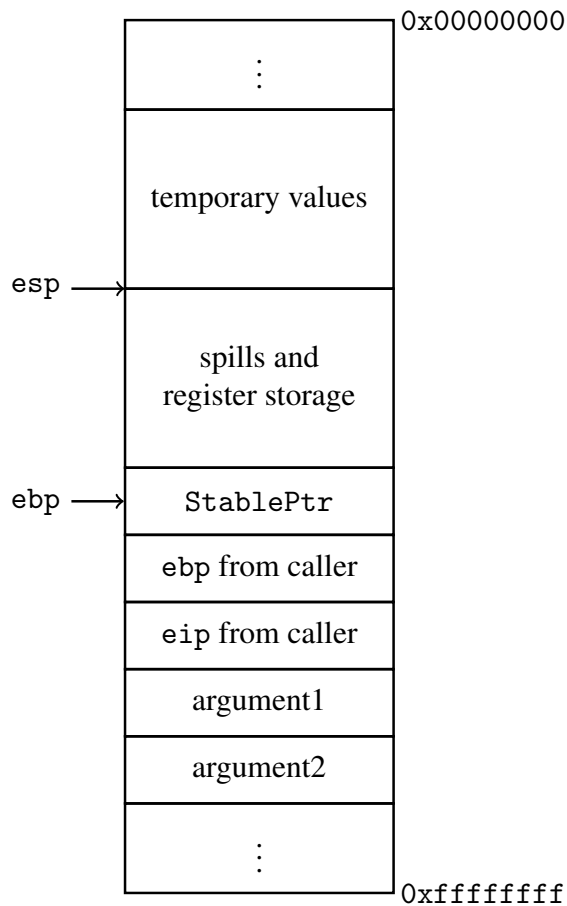 0x00000000
⋮
temporary values
esp
spills and
register storage
ebp
StablePtr
ebp from caller
eip from caller
argument1
argument2
⋮
0xffffffff